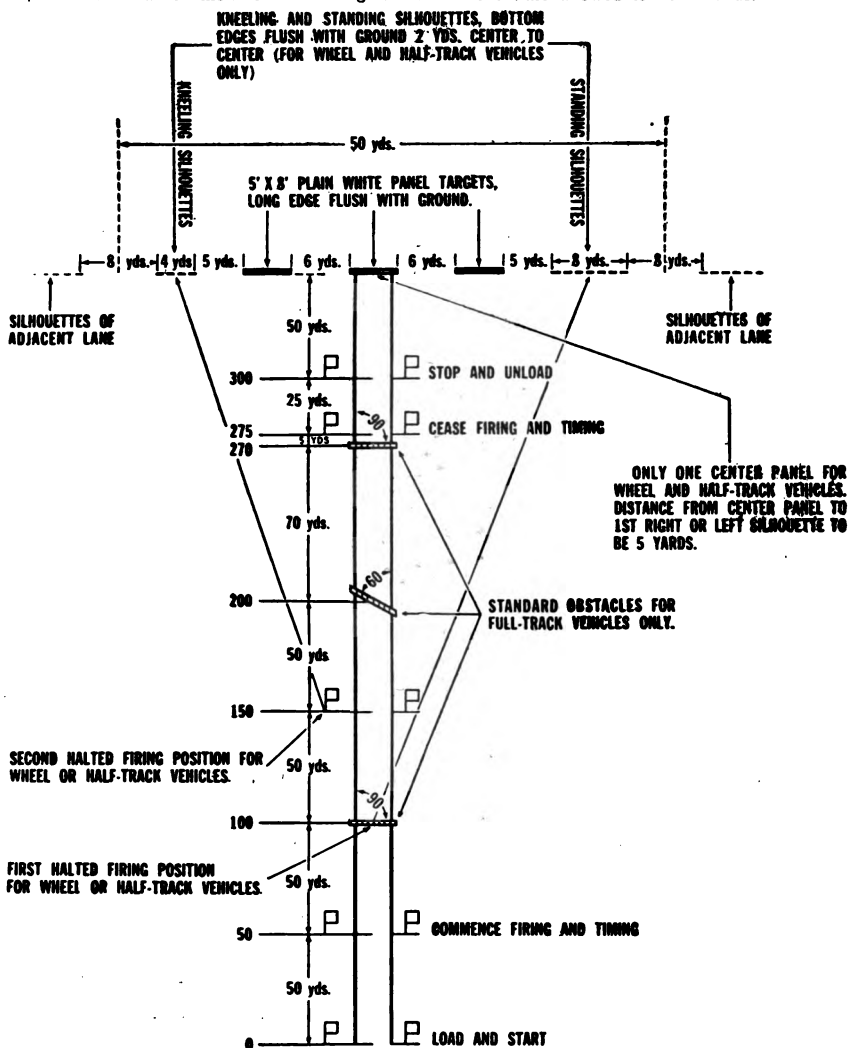 KNEELING AND STANDING SILHOUETTES, BOTTOM
EDGES FLUSH WITH GROUND 2 YDS. CENTER TO
CENTER (FOR WHEEL AND HALF-TRACK VEHICLES
ONLY)
KNEELING SILHOUETTES
STANDING SILHOUETTES
50 yds.
5' X 8' PLAIN WHITE PANEL TARGETS,
LONG EDGE FLUSH WITH GROUND.
8 yds. 4 yds 5 yds. 6 yds. 6 yds. 5 yds. 8 yds. 8 yds.
SILHOUETTES OF
ADJACENT LANE
50 yds.
SILHOUETTES OF
ADJACENT LANE
300
STOP AND UNLOAD
25 yds.
275
90
CEASE FIRING AND TIMING
5 YDS
270
ONLY ONE CENTER PANEL FOR
WHEEL AND HALF-TRACK VEHICLES.
DISTANCE FROM CENTER PANEL TO
1ST RIGHT OR LEFT SILHOUETTE TO
BE 5 YARDS.
70 yds.
60
200
STANDARD OBSTACLES FOR
FULL-TRACK VEHICLES ONLY.
50 yds.
150
SECOND HALTED FIRING POSITION FOR
WHEEL OR HALF-TRACK VEHICLES.
50 yds.
90
100
FIRST HALTED FIRING POSITION
FOR WHEEL OR HALF-TRACK VEHICLES.
50 yds.
50
COMMENCE FIRING AND TIMING
50 yds.
0
LOAD AND START